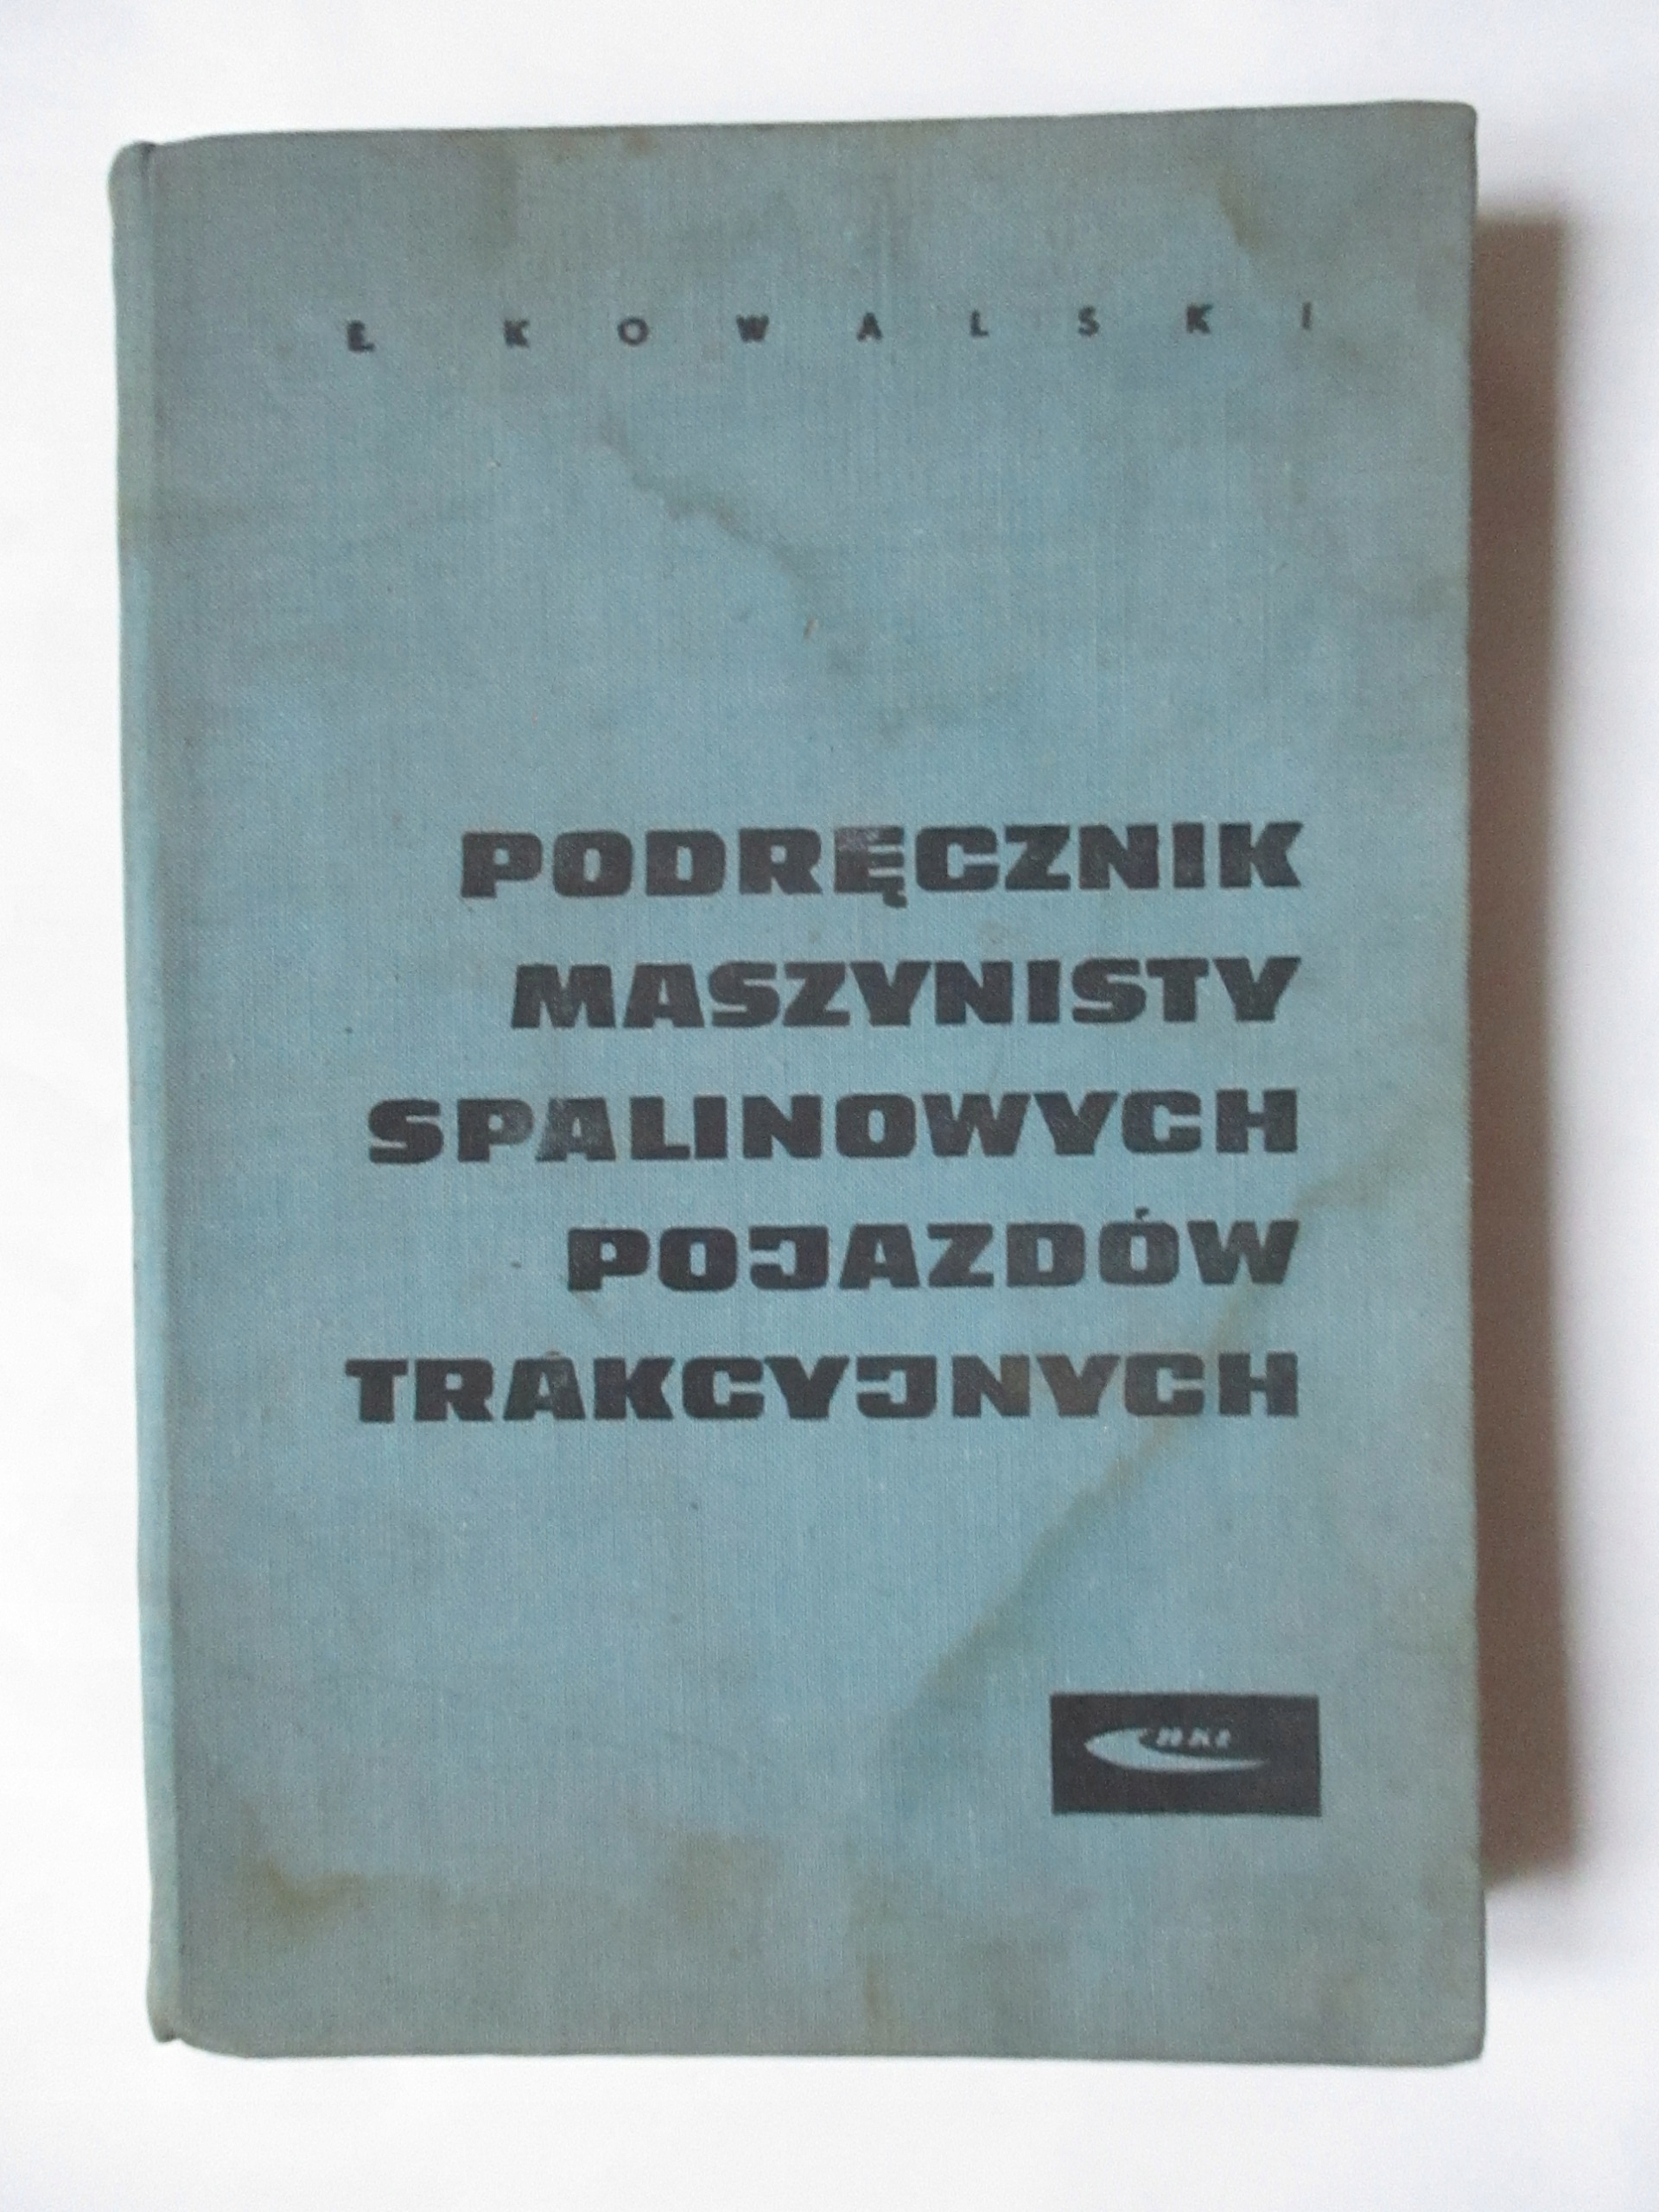 Ł KOWALSKI
PODRĘCZNIK
MASZYNISTY
SPALINOWYCH
POJAZDÓW
TRAKCYJNYCH